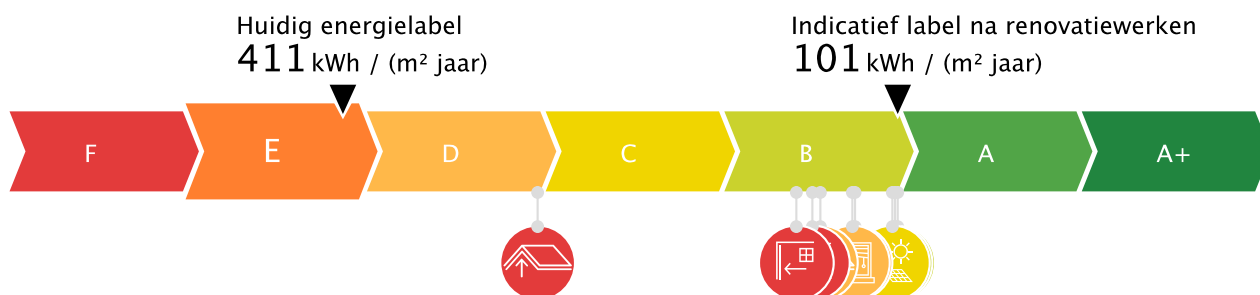 Huidig energielabel
411 kWh / (m² jaar)
Indicatief label na renovatiewerken
101 kWh / (m² jaar)
F E D C B A A+